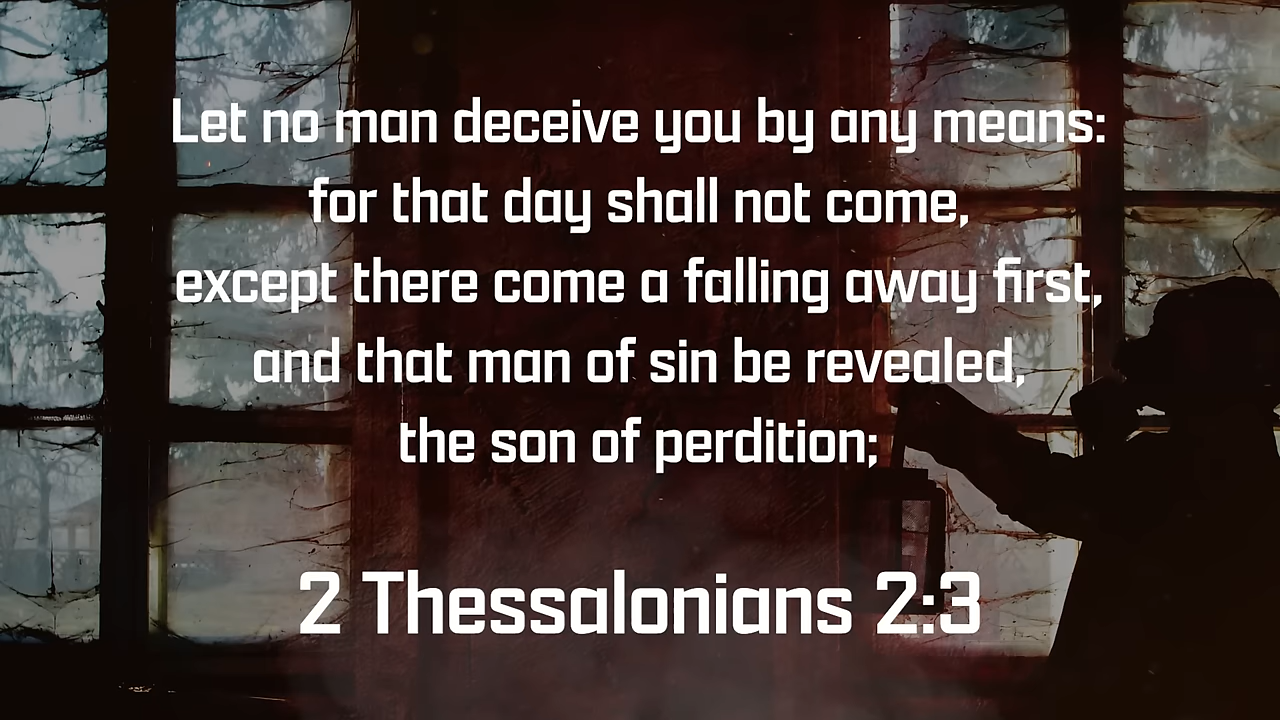 Let no man deceive you by any means:
for that day shall not come,
except there come a falling away first,
and that man of sin be revealed,
the son of perdition;
2 Thessalonians 2:3